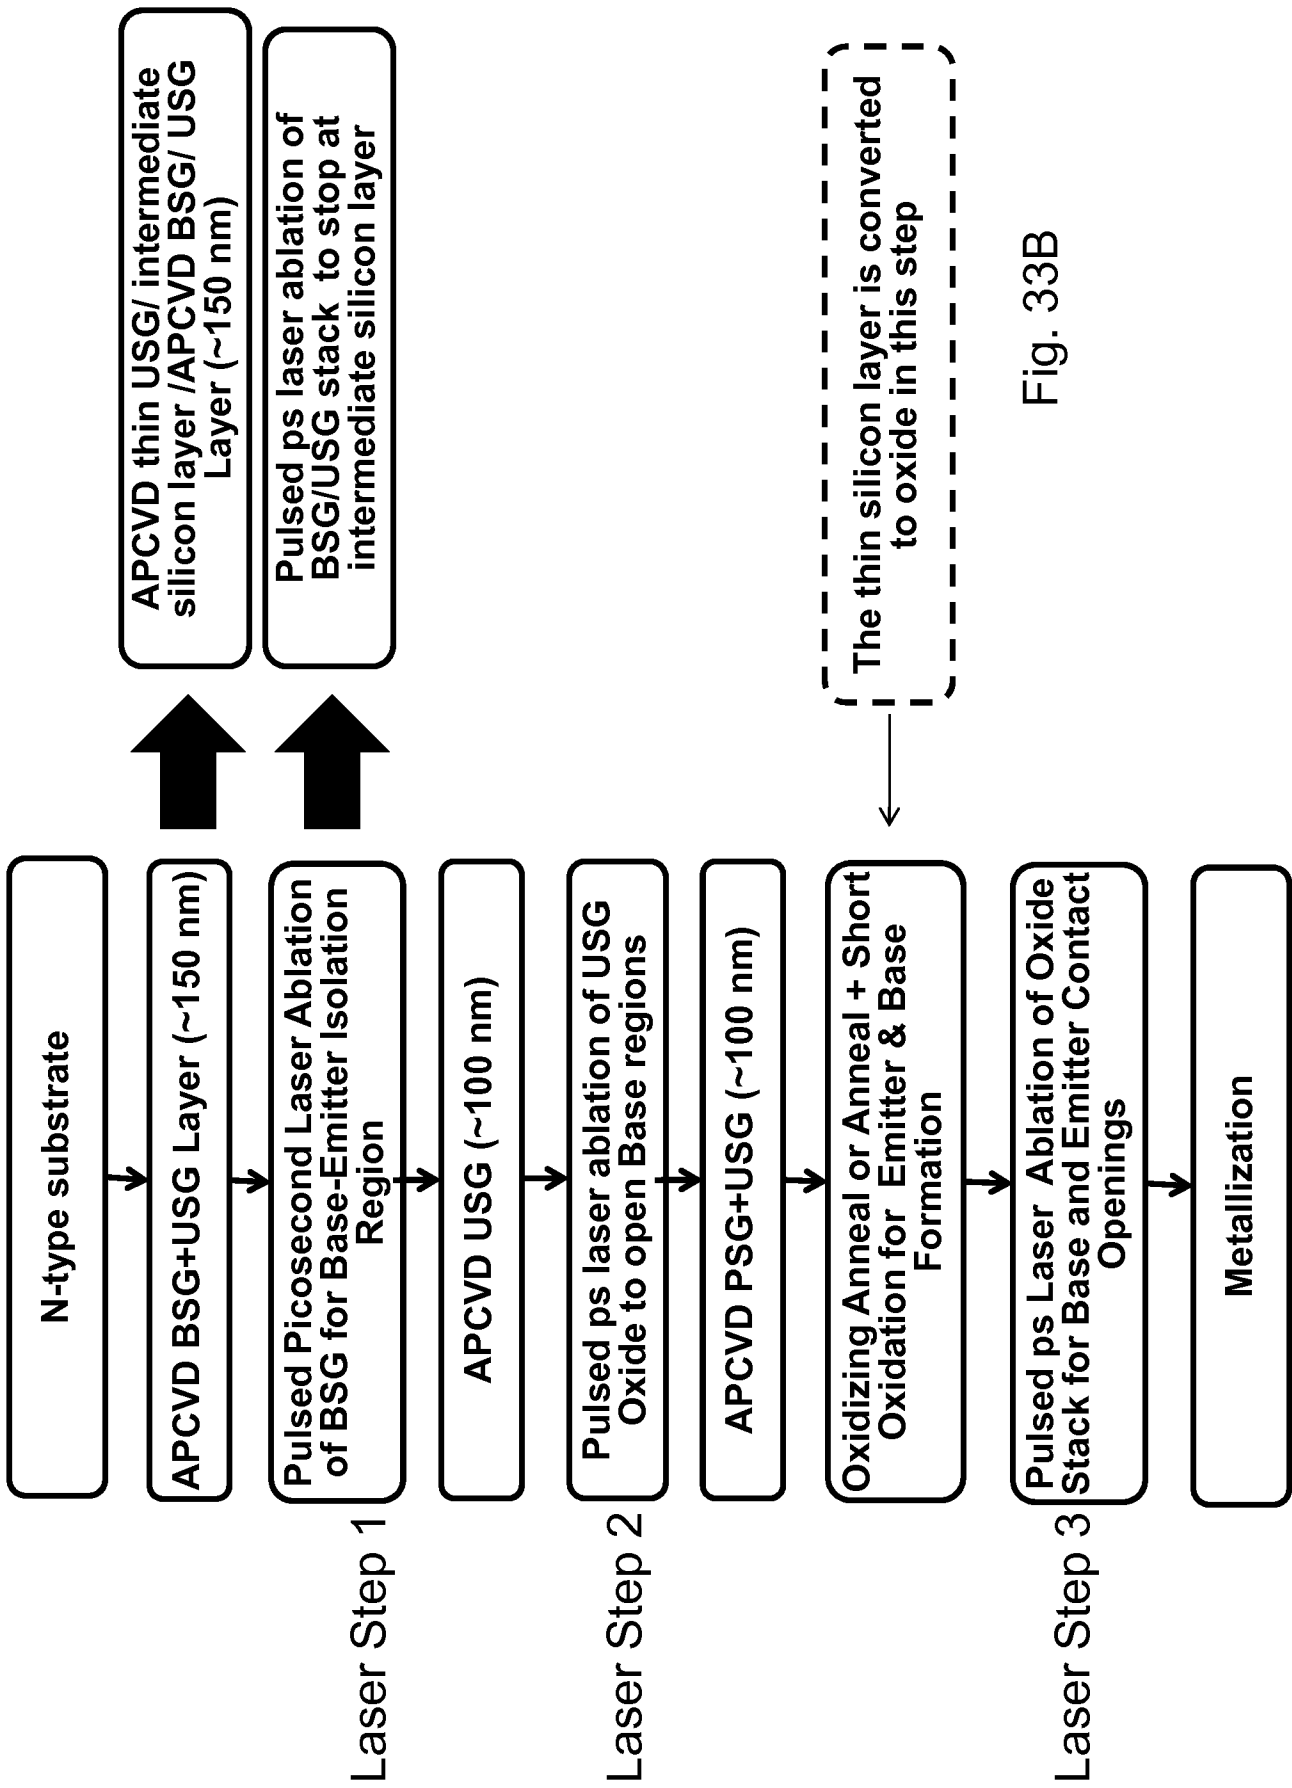 N-type substrate
APCVD BSG+USG Layer (~150 nm)
APCVD thin USG/ intermediate
silicon layer /APCVD BSG/ USG
Layer (~150 nm)
Laser Step 1
Pulsed Picosecond Laser Ablation
of BSG for Base-Emitter Isolation
Region
Pulsed ps laser ablation of
BSG/USG stack to stop at
intermediate silicon layer
APCVD USG (~100 nm)
Laser Step 2
Pulsed ps laser ablation of USG
Oxide to open Base regions
APCVD PSG+USG (~100 nm)
Oxidizing Anneal or Anneal + Short
Oxidation for Emitter & Base
Formation
The thin silicon layer is converted
to oxide in this step
Laser Step 3
Pulsed ps Laser Ablation of Oxide
Stack for Base and Emitter Contact
Openings
Metallization
Fig. 33B